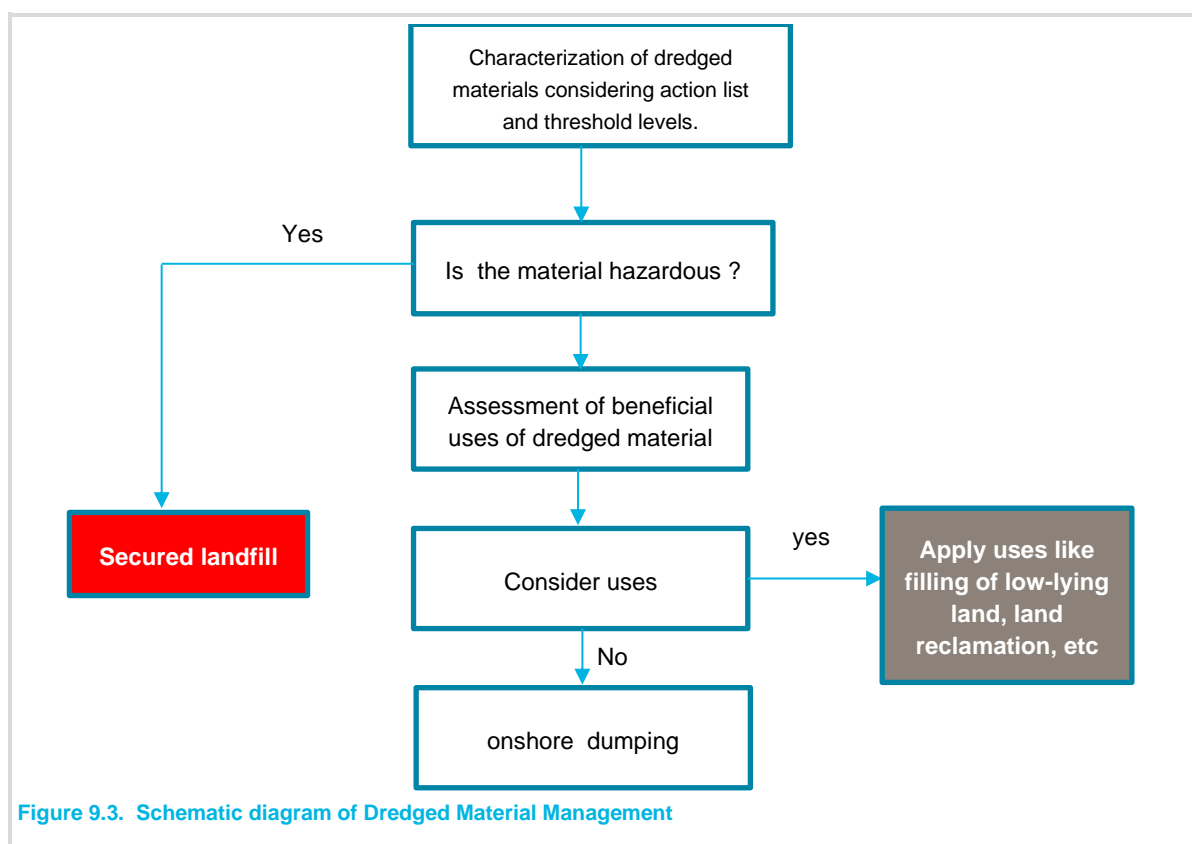 Characterization of dredged
materials considering action list
and threshold levels.
Yes
Is the material hazardous ?
Assessment of beneficial
uses of dredged material
Secured landfill
Consider uses
yes
Apply uses like
filling of low-lying
land, land
reclamation, etc
No
onshore dumping
Figure 9.3. Schematic diagram of Dredged Material Management